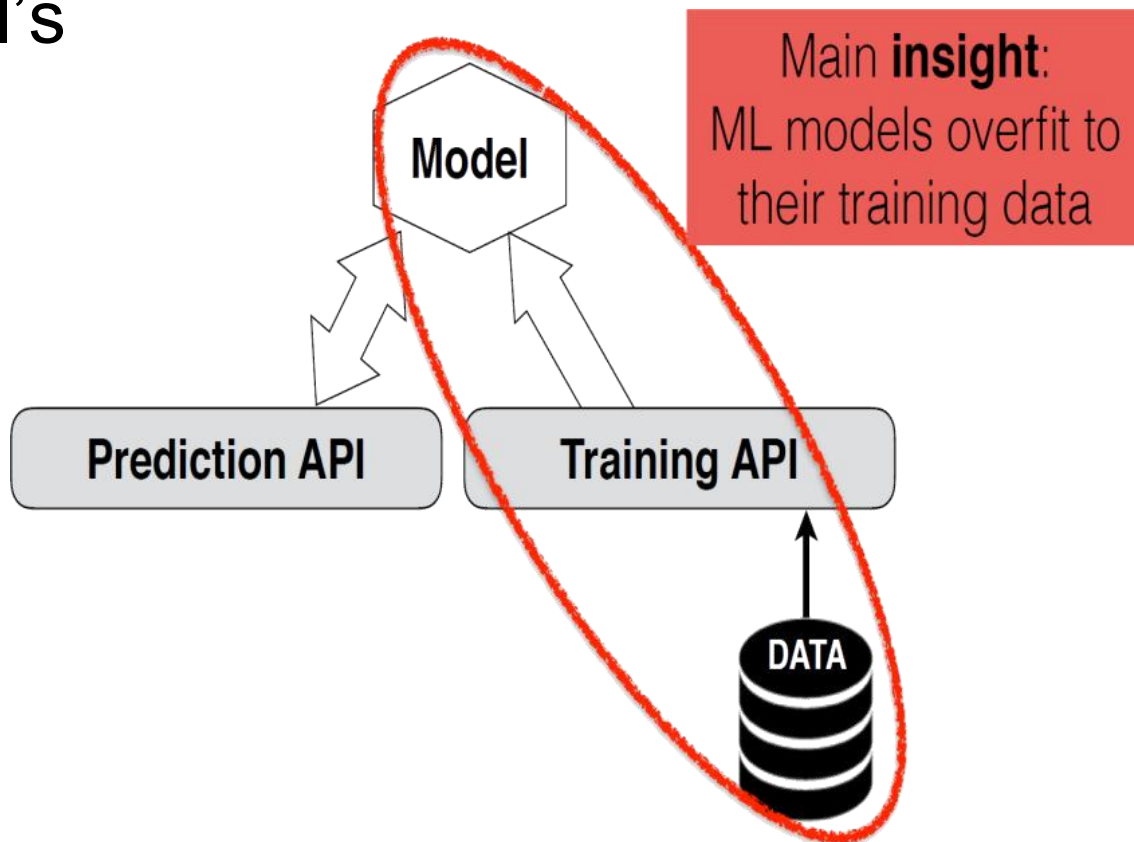 Main insight:
ML models overfit to
their training data
Model
Prediction API
Training API
DATA